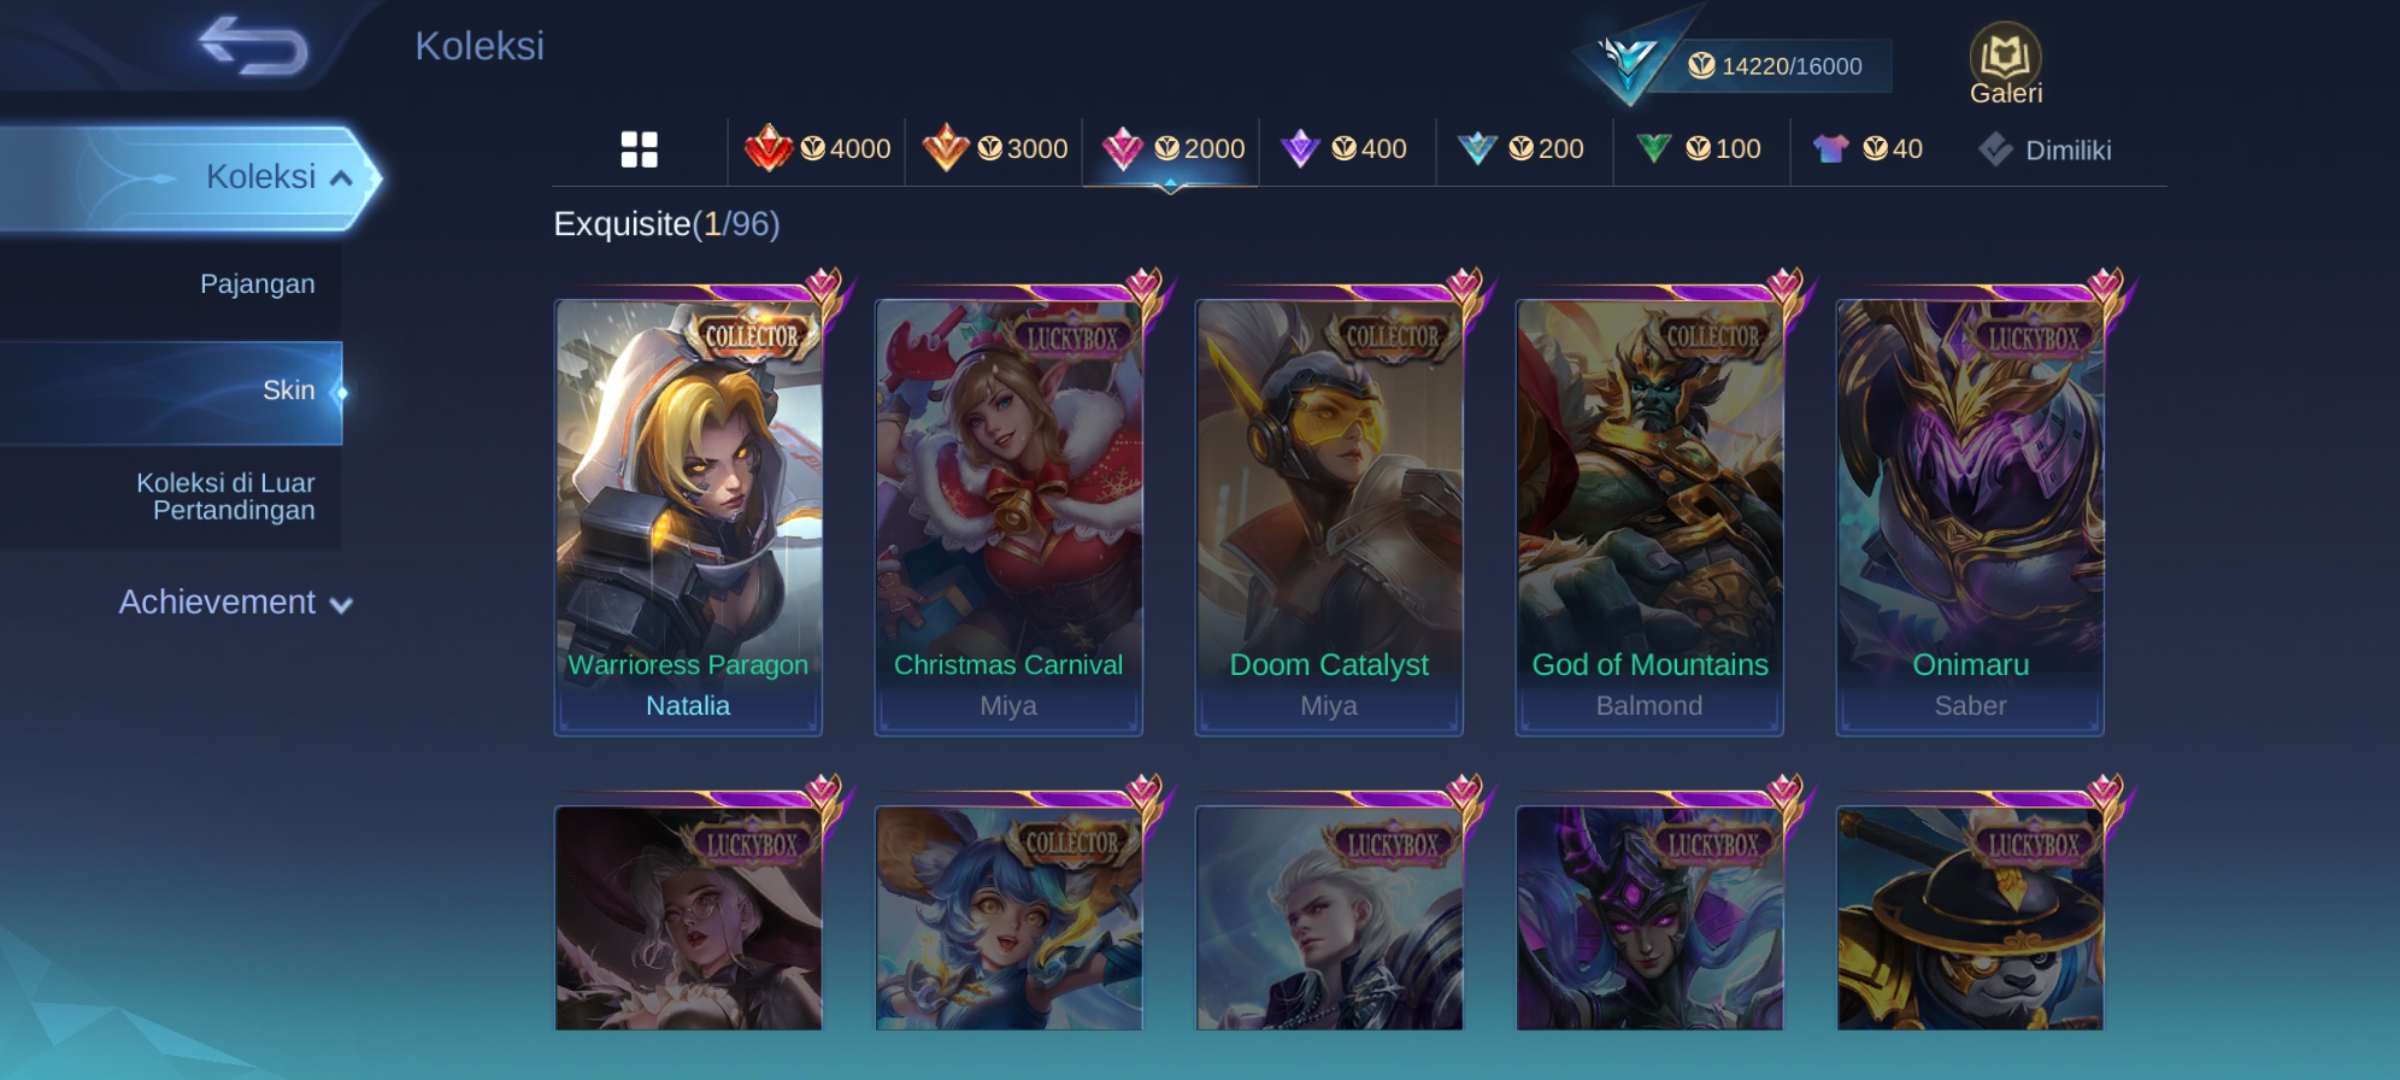 Koleksi
14220/16000
Galeri
Koleksi
4000
3000
2000
400
200
100
40
Dimiliki
Exquisite(1/96)
Pajangan
Skin
Koleksi di Luar
Pertandingan
Achievement
COLLECTOR
LUCKYBOX
COLLECTOR
COLLECTOR
LUCKYBOX
Warrioress Paragon
Natalia
Christmas Carnival
Miya
Doom Catalyst
Miya
God of Mountains
Balmond
Onimaru
Saber
LUCKYBOX
COLLECTOR
LUCKYBOX
LUCKYBOX
LUCKYBOX